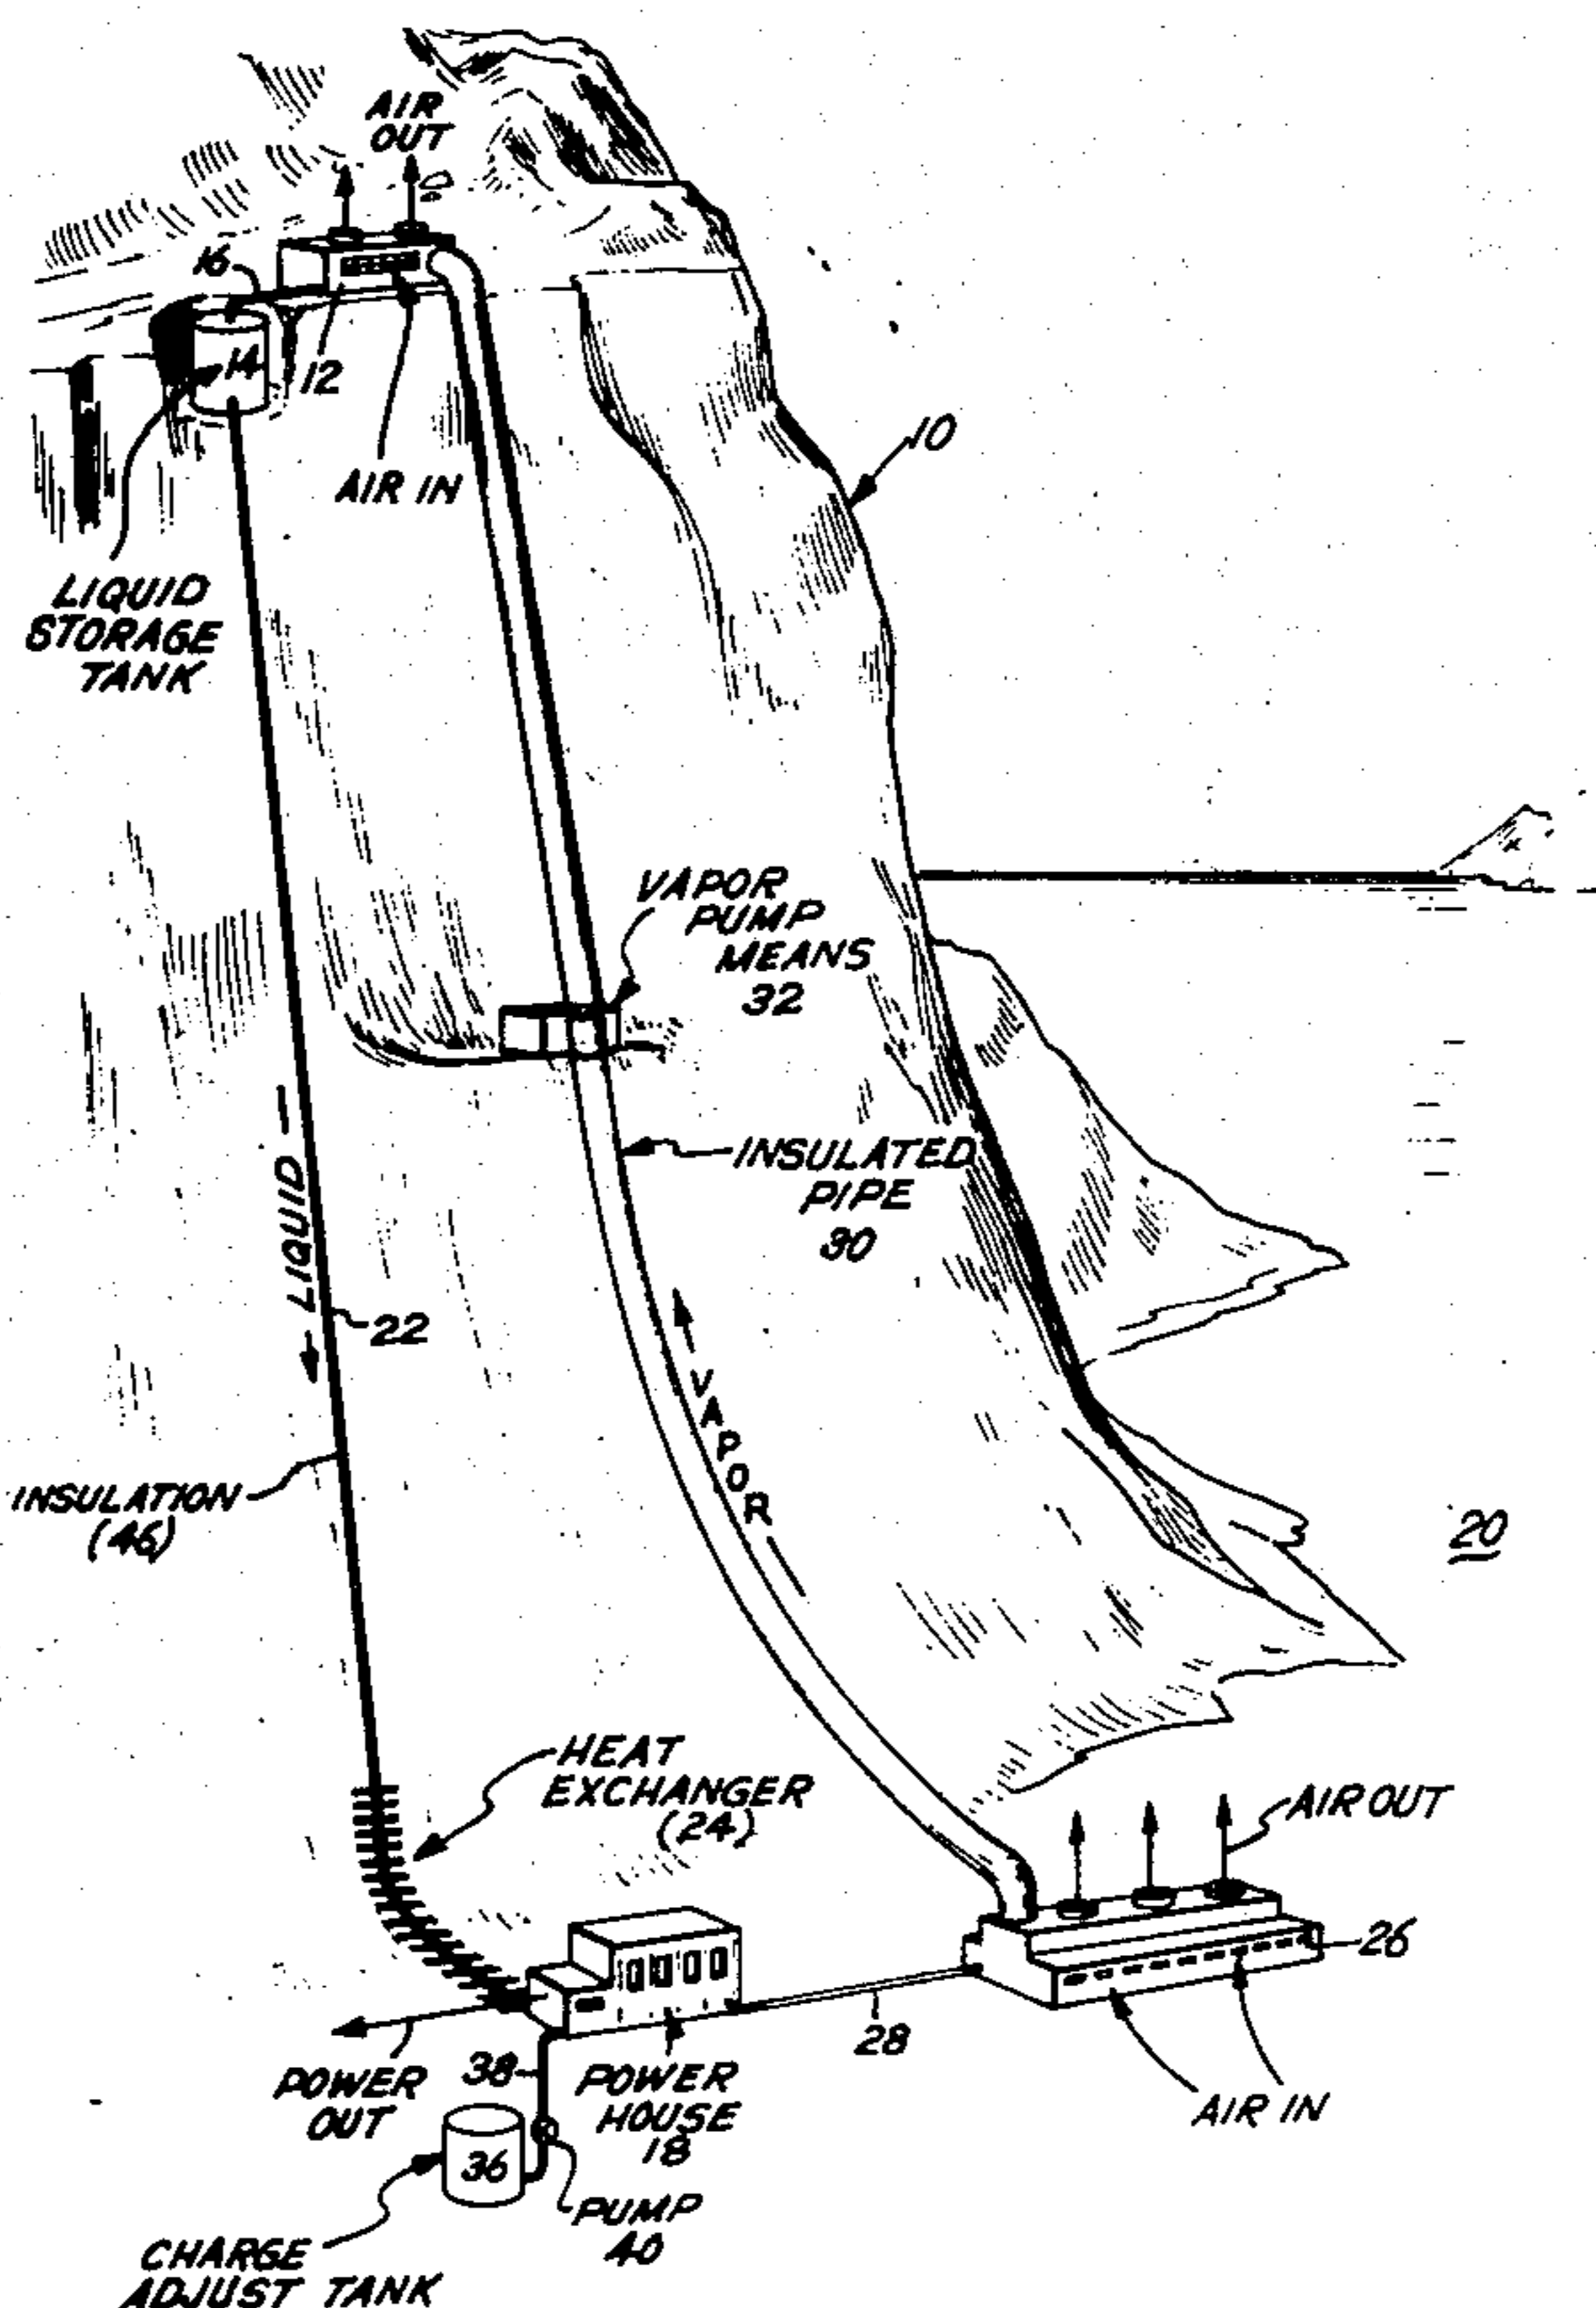 AIR
OUT
16
14
12
AIR IN
10
LIQUID
STORAGE
TANK
VAPOR
PUMP
MEANS
32
INSULATED
PIPE
30
LIQUID
22
VAPOR
INSULATION
(46)
20
HEAT
EXCHANGER
(24)
AIR OUT
26
28
AIR IN
POWER
OUT
38
POWER
HOUSE
18
36
PUMP
40
CHARGE
ADJUST TANK